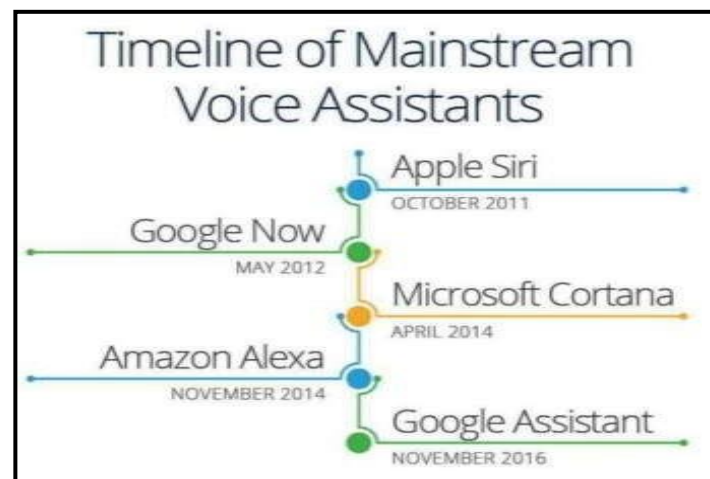 Timeline of Mainstream
Voice Assistants
Apple Siri
OCTOBER 2011
Google Now
MAY 2012
Microsoft Cortana
APRIL 2014
Amazon Alexa
NOVEMBER 2014
Google Assistant
NOVEMBER 2016